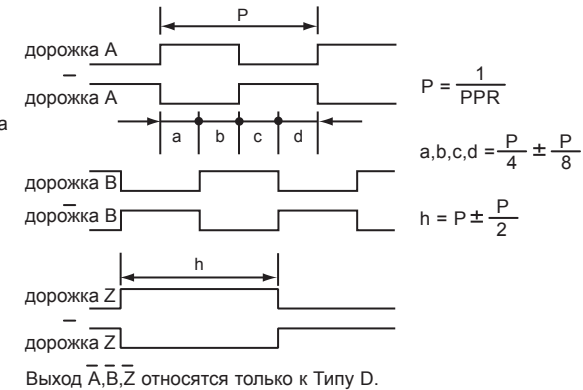 P
дорожка A
дорожка A̅
а
a b c d
P = 1/PPR
a,b,c,d = P/4 ± P/8
дорожка B
дорожка B̅
h = P ± P/2
h
дорожка Z
дорожка Z̅
Выход A̅,B̅,Z̅ относятся только к Типу D.